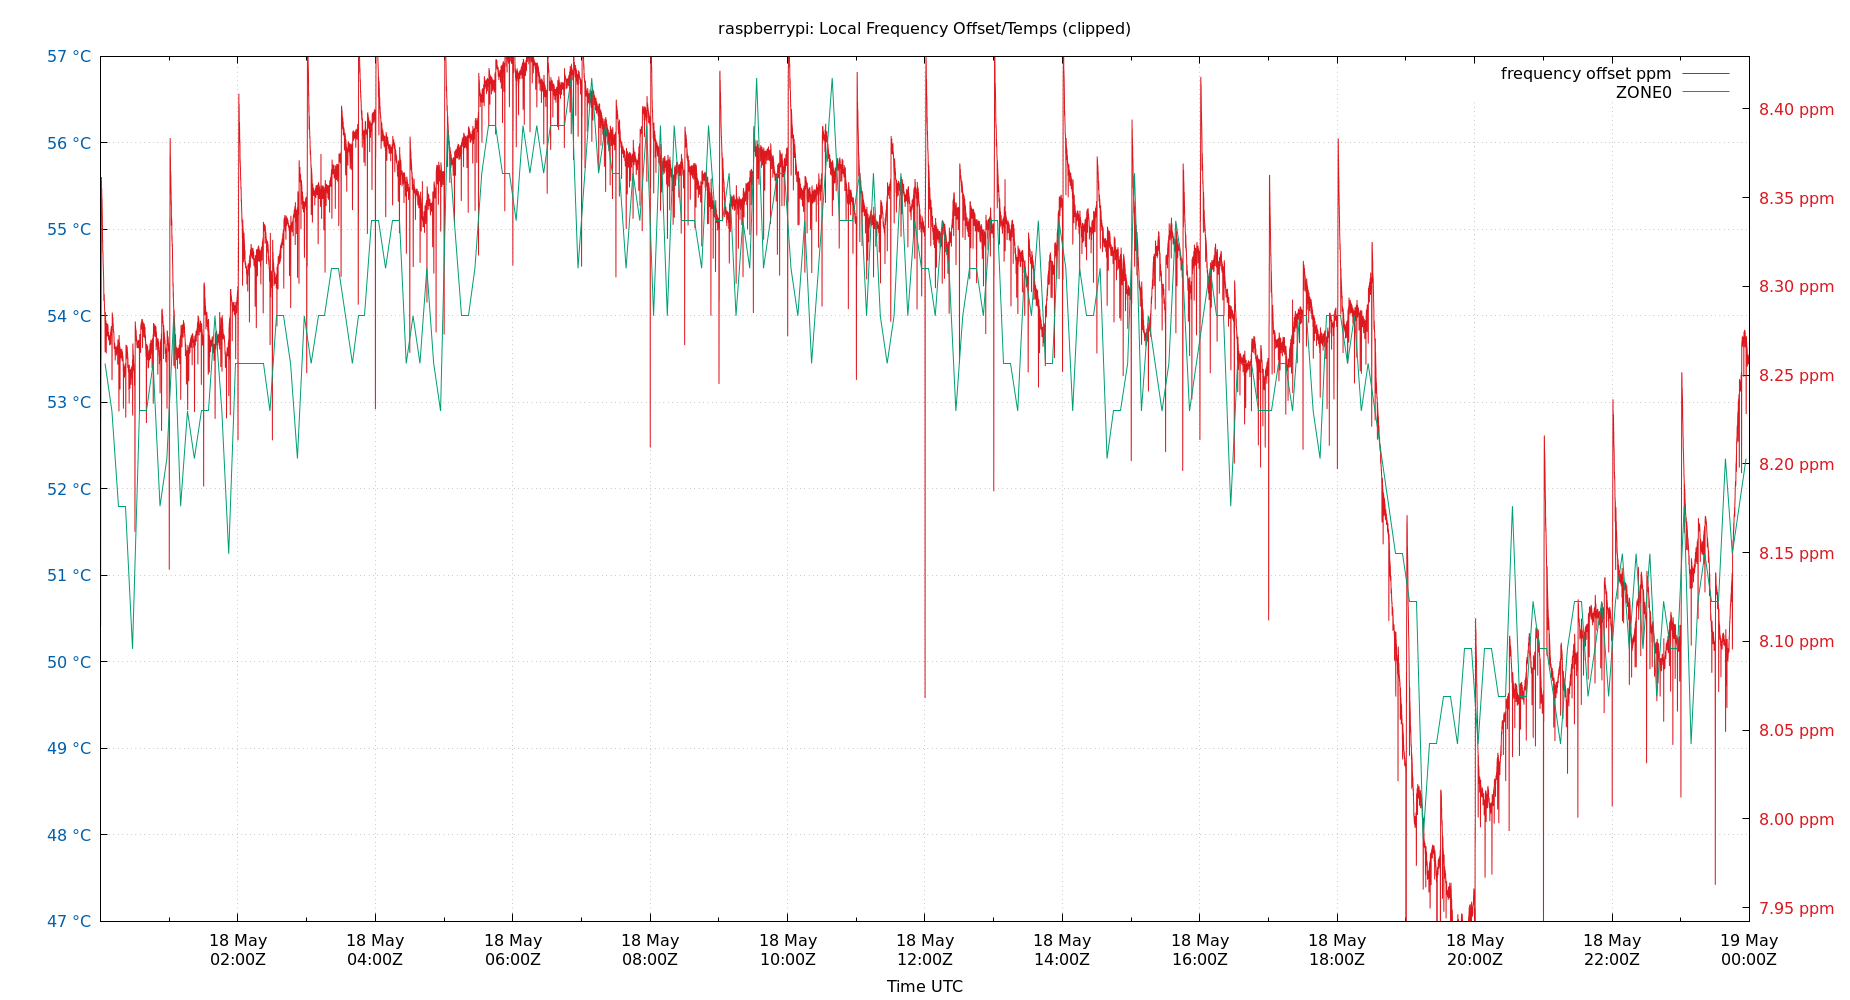 raspberrypi: Local Frequency Offset/Temps (clipped)
frequency offset ppm
ZONE0
57 °C
56 °C
55 °C
54 °C
53 °C
52 °C
51 °C
50 °C
49 °C
48 °C
47 °C
8.40 ppm
8.35 ppm
8.30 ppm
8.25 ppm
8.20 ppm
8.15 ppm
8.10 ppm
8.05 ppm
8.00 ppm
7.95 ppm
18 May 18 May 18 May 18 May 18 May 18 May 18 May 18 May 18 May 18 May 18 May 19 May
02:00Z 04:00Z 06:00Z 08:00Z 10:00Z 12:00Z 14:00Z 16:00Z 18:00Z 20:00Z 22:00Z 00:00Z
Time UTC